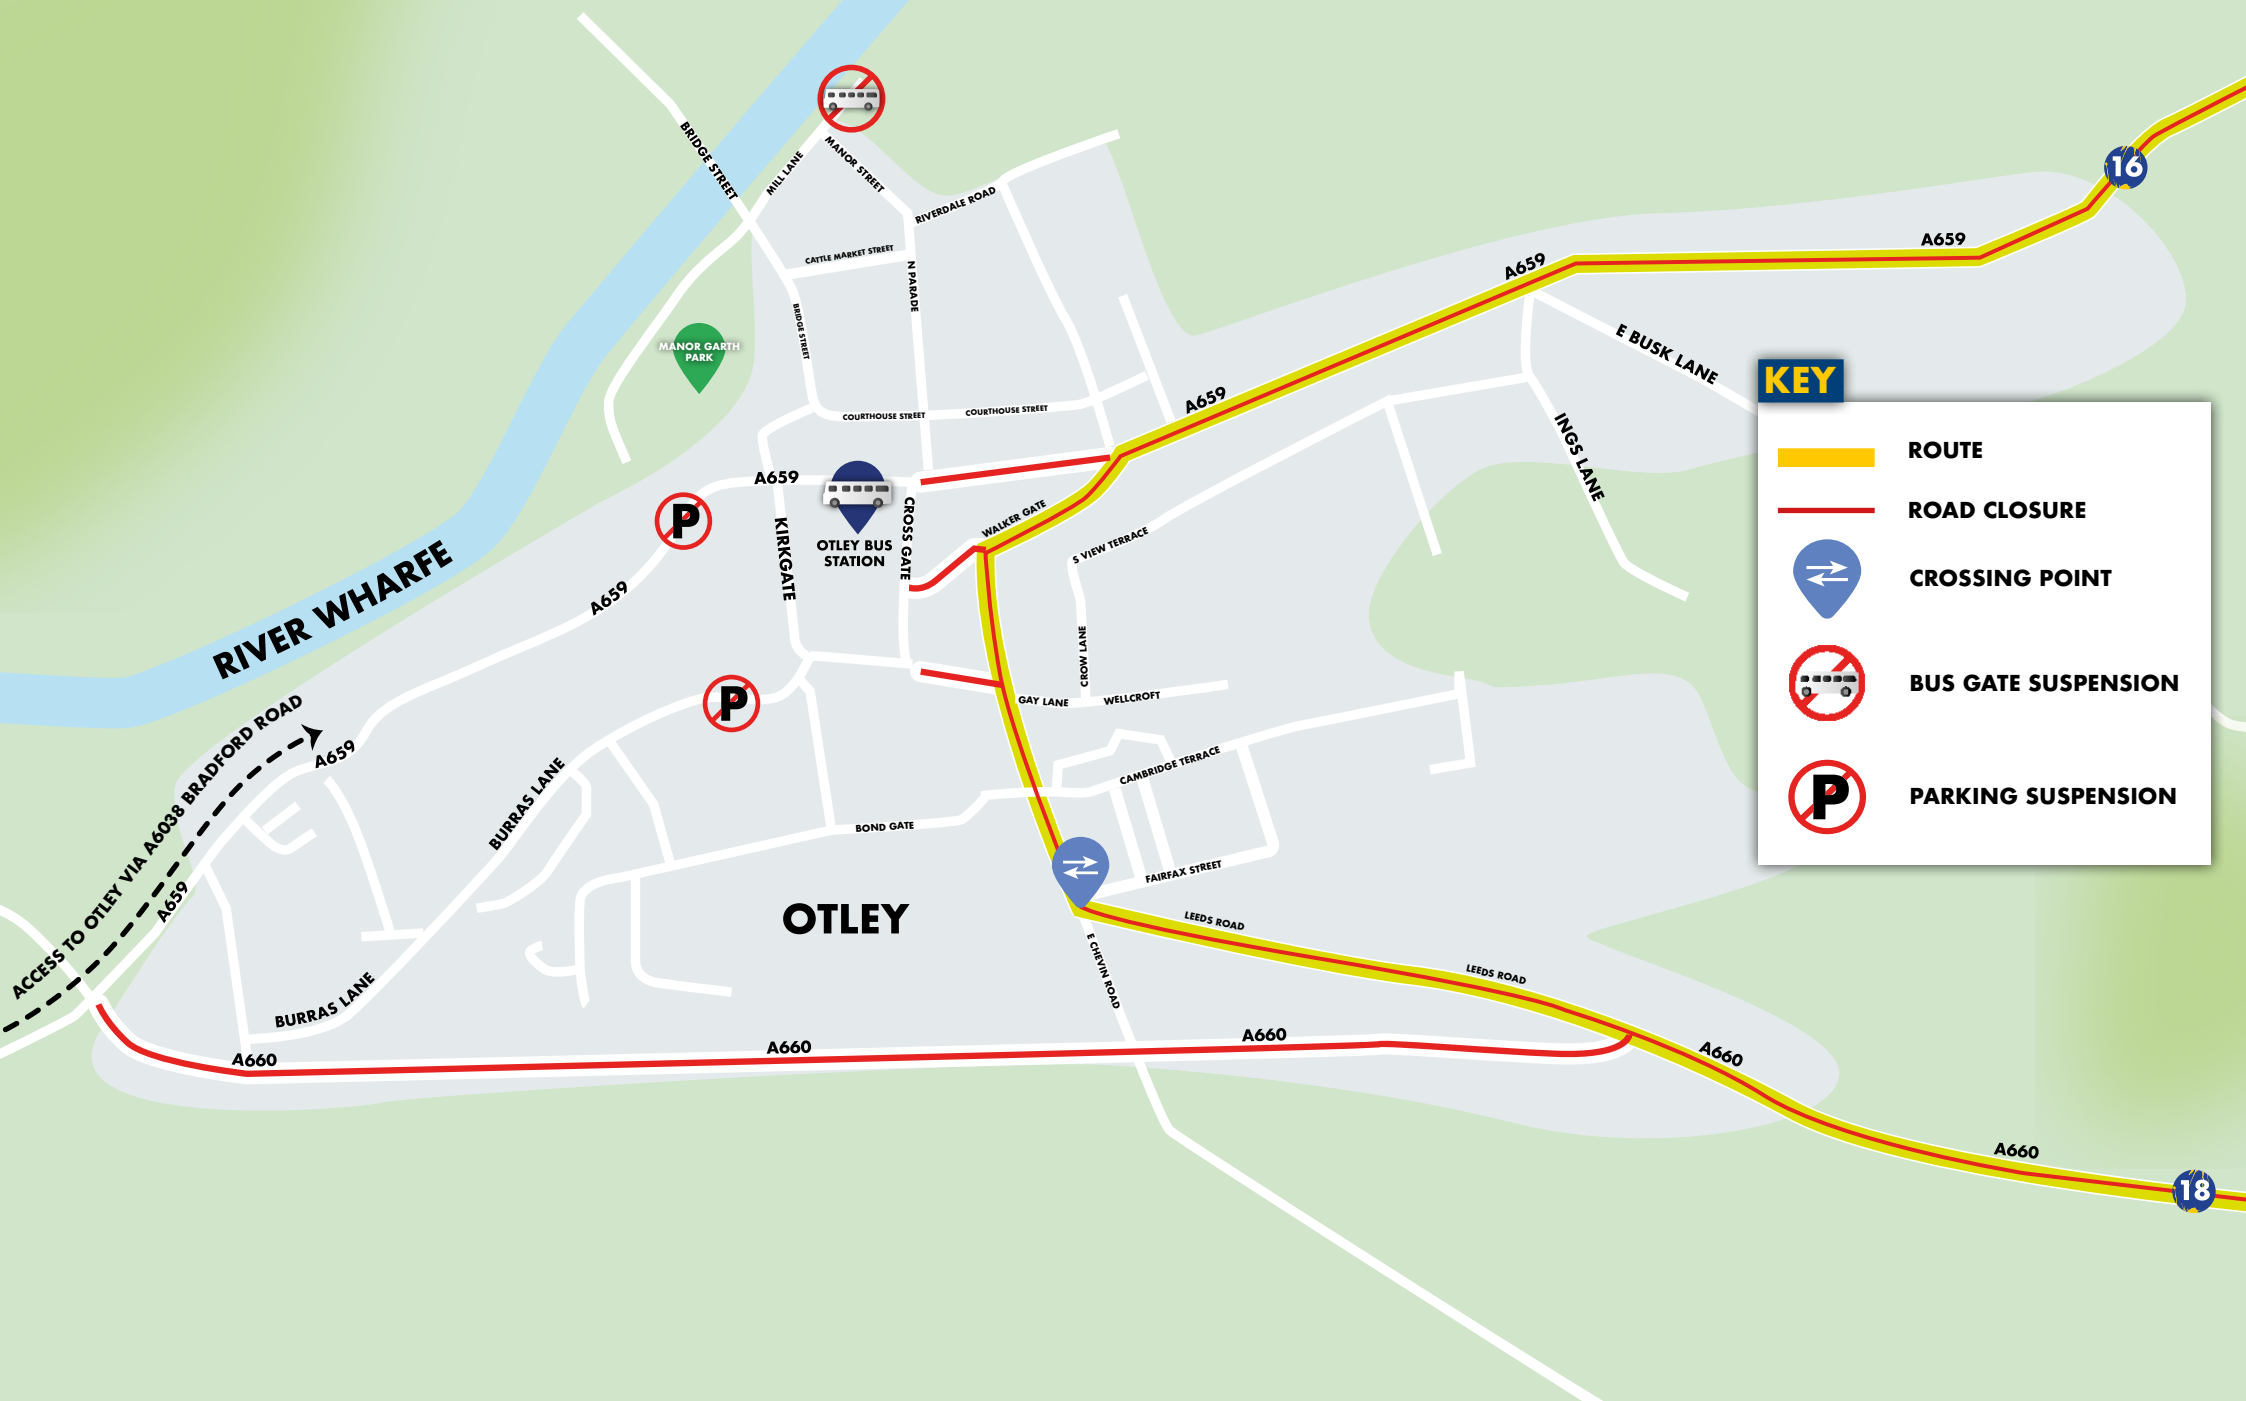 BRIDGE STREET
MILL LANE
MANOR STREET
RIVERDALE ROAD
CATTLE MARKET STREET
N PARADE
BRIDGE STREET
MANOR GARTH
PARK
COURTHOUSE STREET
COURTHOUSE STREET
A659
A659
A659
16
A659
KIRKGATE
OTLEY BUS
STATION
CROSS GATE
WALKER GATE
S VIEW TERRACE
E BUSK LANE
INGS LANE
P
A659
RIVER WHARFE
P
CROW LANE
GAY LANE
WELLCROFT
ACCESS TO OTLEY VIA A6038 BRADFORD ROAD
A659
A659
BURRAS LANE
BOND GATE
CAMBRIDGE TERRACE
FAIRFAX STREET
OTLEY
LEEDS ROAD
LEEDS ROAD
E CHEVIN ROAD
BURRAS LANE
A660
A660
A660
A660
A660
18
KEY
ROUTE
ROAD CLOSURE
CROSSING POINT
BUS GATE SUSPENSION
P
PARKING SUSPENSION